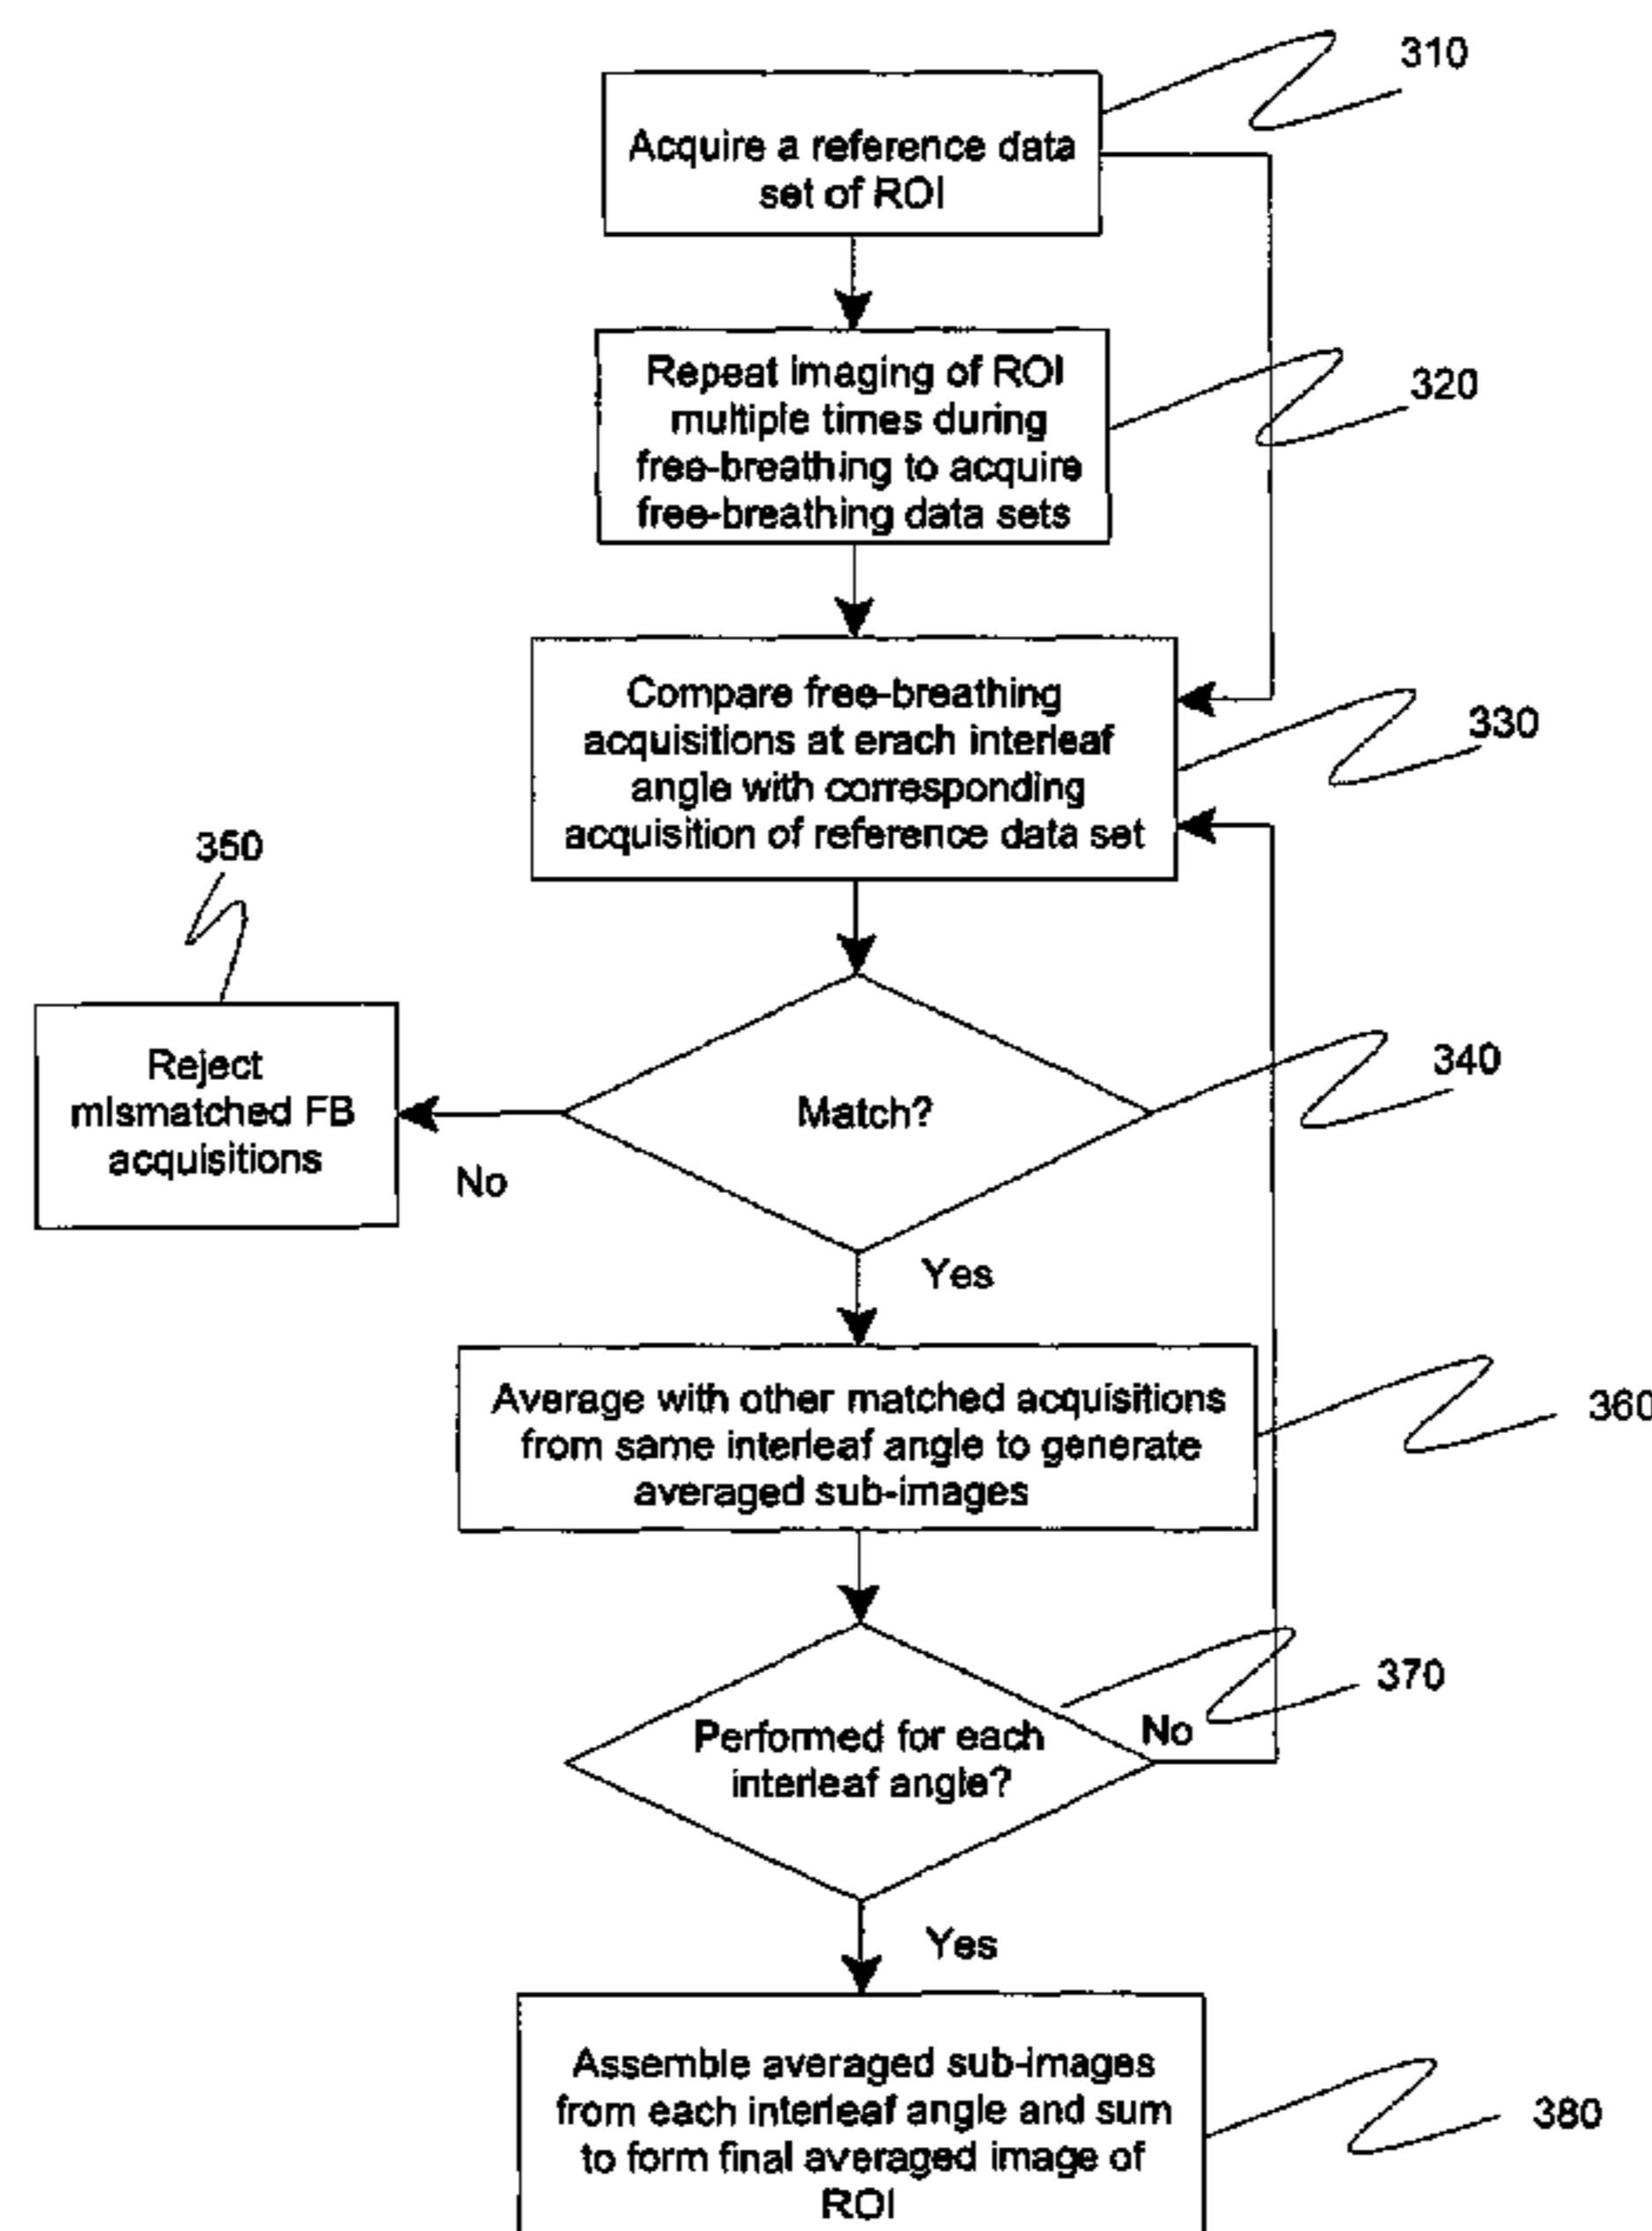 310
Acquire a reference data
set of ROI
Repeat imaging of ROI
multiple times during
free-breathing to acquire
free-breathing data sets
320
Compare free-breathing
acquisitions at erach interleaf
angle with corresponding
acquisition of reference data set
330
350
Reject
mismatched FB
acquisitions
No
Match?
340
Yes
Average with other matched acquisitions
from same interleaf angle to generate
averaged sub-images
360
Performed for each
interleaf angle?
No
370
Yes
Assemble averaged sub-images
from each interleaf angle and sum
to form final averaged image of
ROI
380